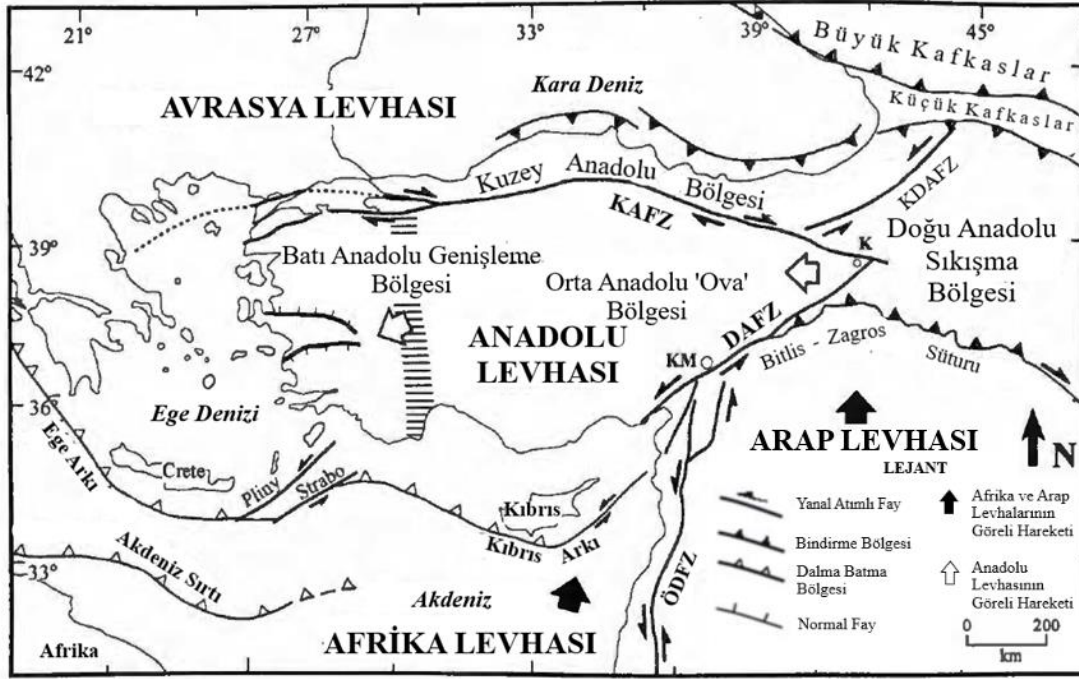 21°
27°
33°
39°
45°
42°
Büyük Kafkaslar
Küçük Kafkaslar
Kara Deniz
AVRASYA LEVHASI
Kuzey Anadolu Bölgesi
KAFZ
KDAFZ
39°
Batı Anadolu Genişleme
Bölgesi
Orta Anadolu 'Ova'
Bölgesi
K
Doğu Anadolu
Sıkışma
Bölgesi
ANADOLU
LEVHASI
DAFZ
KM
Bitlis - Zagros
Süturu
36°
Ege Denizi
Ege Arkı
Crete
Pliny
Strabo
Kıbrıs
Kıbrıs Arkı
ARAP LEVHASI
N
33°
Akdeniz Sırtı
Akdeniz
ÖDFZ
AFRİKA LEVHASI
Afrika
LEJANT
Yanal Atımlı Fay
Bindirme Bölgesi
Dalma Batma
Bölgesi
Normal Fay
Afrika ve Arap
Levhalarının
Göreli Hareketi
Anadolu
Levhasının
Göreli Hareketi
0 200
km